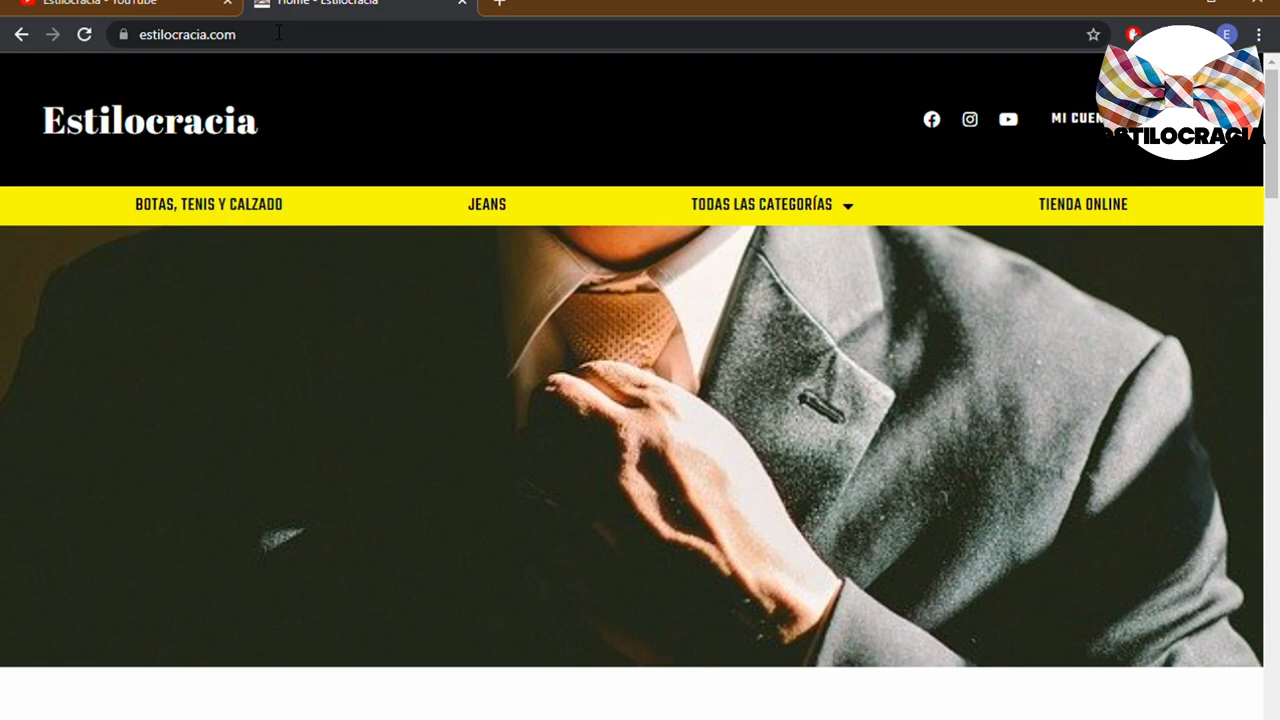 Estilocracia - YouTube
Home - Estilocracia
estilocracia.com
E
Estilocracia
MI CUEN
ESTILOCRACIA
BOTAS, TENIS Y CALZADO
JEANS
TODAS LAS CATEGORÍAS
TIENDA ONLINE